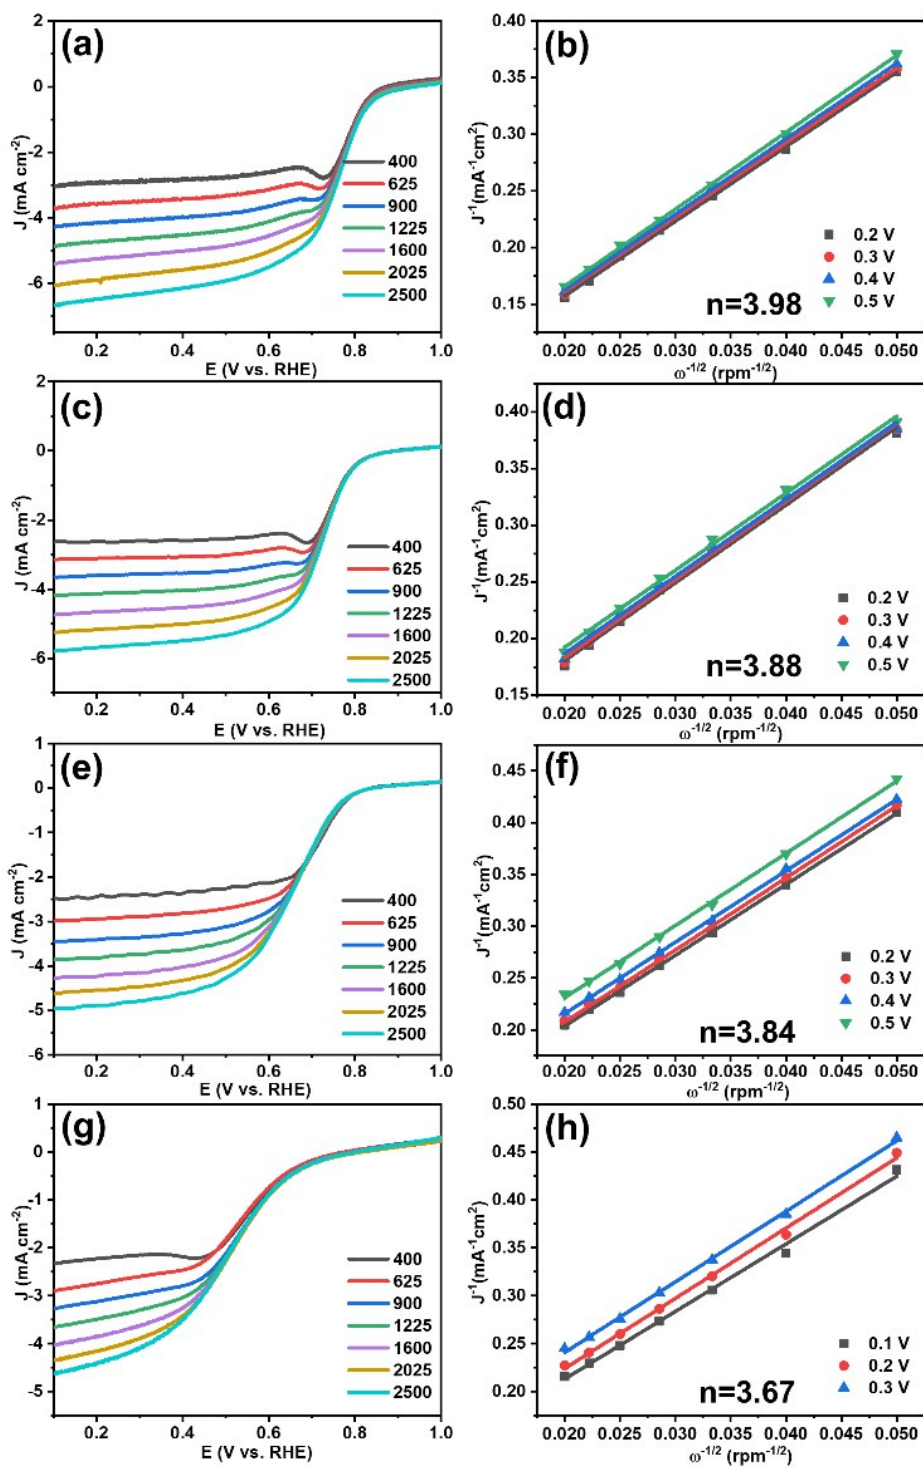 (a)
2
0
-2
-4
-6
J (mA cm-2)
400
625
900
1225
1600
2025
2500
0.2 0.4 0.6 0.8 1.0
E (V vs. RHE)
(b)
0.40
0.35
0.30
0.25
0.20
0.15
J-1(mA-1cm2)
0.2 V
0.3 V
0.4 V
0.5 V
n=3.98
0.020 0.025 0.030 0.035 0.040 0.045 0.050
ω-1/2 (rpm-1/2)
(c)
2
0
-2
-4
-6
J (mA cm-2)
400
625
900
1225
1600
2025
2500
0.2 0.4 0.6 0.8 1.0
E (V vs. RHE)
(d)
0.40
0.35
0.30
0.25
0.20
0.15
J-1(mA-1cm2)
0.2 V
0.3 V
0.4 V
0.5 V
n=3.88
0.020 0.025 0.030 0.035 0.040 0.045 0.050
ω-1/2 (rpm-1/2)
(e)
1
0
-1
-2
-3
-4
-5
-6
J (mA cm-2)
400
625
900
1225
1600
2025
2500
0.2 0.4 0.6 0.8 1.0
E (V vs. RHE)
(f)
0.45
0.40
0.35
0.30
0.25
0.20
J-1(mA-1cm2)
0.2 V
0.3 V
0.4 V
0.5 V
n=3.84
0.020 0.025 0.030 0.035 0.040 0.045 0.050
ω-1/2 (rpm-1/2)
(g)
1
0
-1
-2
-3
-4
-5
J (mA cm-2)
400
625
900
1225
1600
2025
2500
0.2 0.4 0.6 0.8 1.0
E (V vs. RHE)
(h)
0.50
0.45
0.40
0.35
0.30
0.25
0.20
J-1(mA-1cm2)
0.1 V
0.2 V
0.3 V
n=3.67
0.020 0.025 0.030 0.035 0.040 0.045 0.050
ω-1/2 (rpm-1/2)